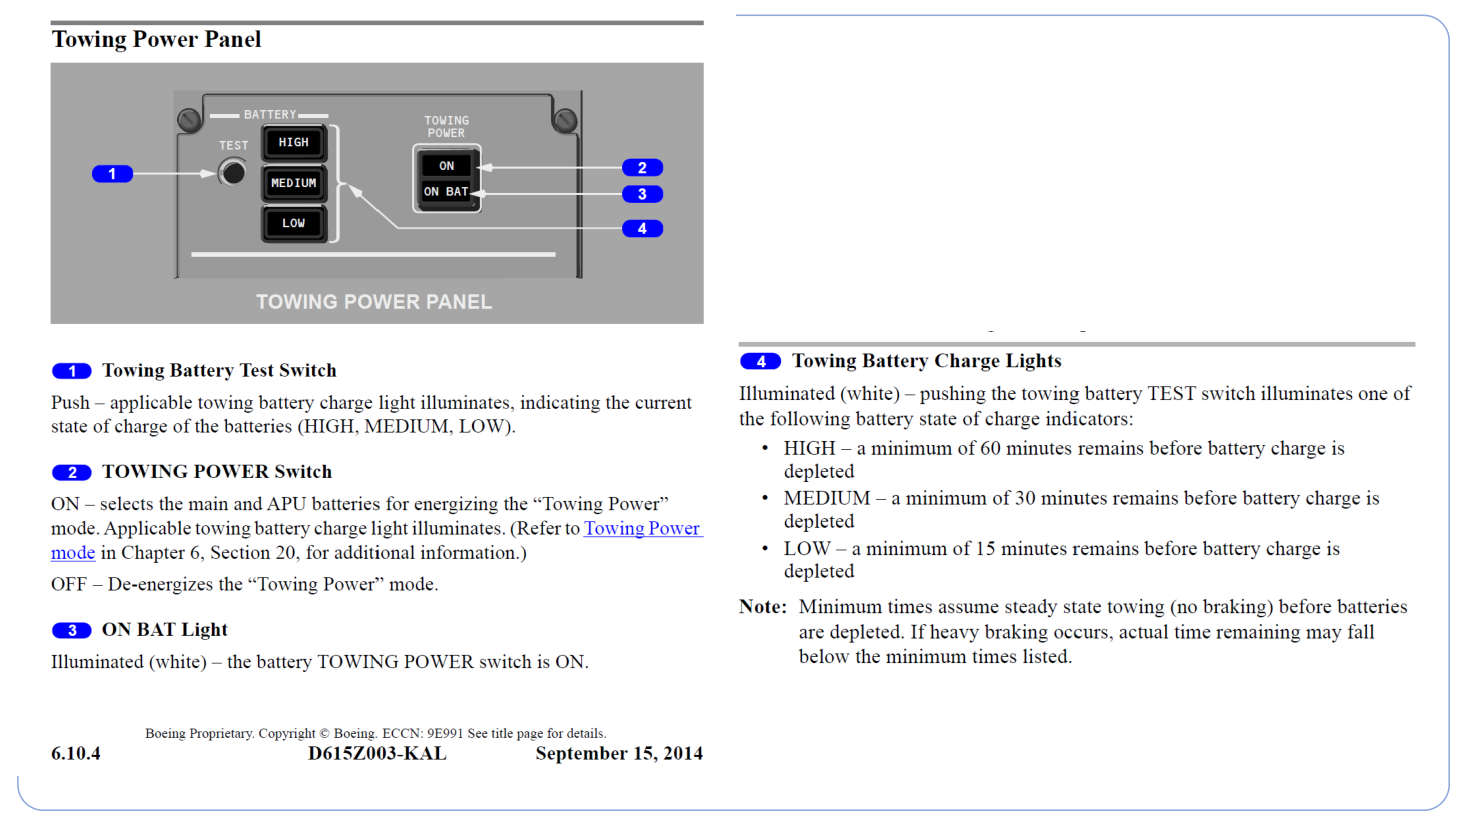 Towing Power Panel
BATTERY
TEST
HIGH
MEDIUM
LOW
TOWING
POWER
ON
ON BAT
1
2
3
4
TOWING POWER PANEL
1 Towing Battery Test Switch
Push – applicable towing battery charge light illuminates, indicating the current
state of charge of the batteries (HIGH, MEDIUM, LOW).
2 TOWING POWER Switch
ON – selects the main and APU batteries for energizing the “Towing Power”
mode. Applicable towing battery charge light illuminates. (Refer to Towing Power
mode in Chapter 6, Section 20, for additional information.)
OFF – De-energizes the “Towing Power” mode.
3 ON BAT Light
Illuminated (white) – the battery TOWING POWER switch is ON.
Boeing Proprietary. Copyright © Boeing. ECCN: 9E991 See title page for details.
6.10.4 D615Z003-KAL September 15, 2014
4 Towing Battery Charge Lights
Illuminated (white) – pushing the towing battery TEST switch illuminates one of
the following battery state of charge indicators:
• HIGH – a minimum of 60 minutes remains before battery charge is
depleted
• MEDIUM – a minimum of 30 minutes remains before battery charge is
depleted
• LOW – a minimum of 15 minutes remains before battery charge is
depleted
Note: Minimum times assume steady state towing (no braking) before batteries
are depleted. If heavy braking occurs, actual time remaining may fall
below the minimum times listed.